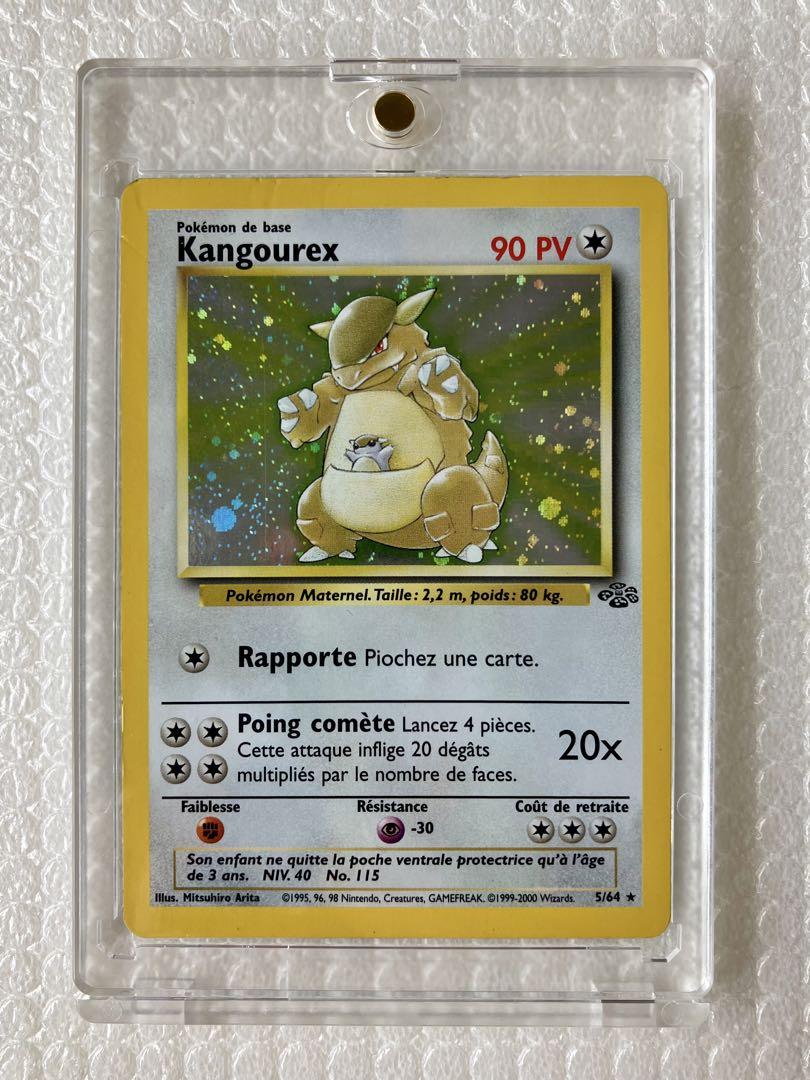 Pokémon de base
Kangourex 90 PV
Pokémon Maternel. Taille: 2,2 m, poids: 80 kg.
Rapporte Piochez une carte.
Poing comète Lancez 4 pièces.
Cette attaque inflige 20 dégâts
multipliés par le nombre de faces.
20x
Faiblesse Résistance Coût de retraite
-30
Son enfant ne quitte la poche ventrale protectrice qu'à l'âge
de 3 ans. NIV. 40 No. 115
Illus. Mitsuhiro Arita ©1995, 96, 98 Nintendo, Creatures, GAMEFREAK. ©1999-2000 Wizards. 5/64 ★